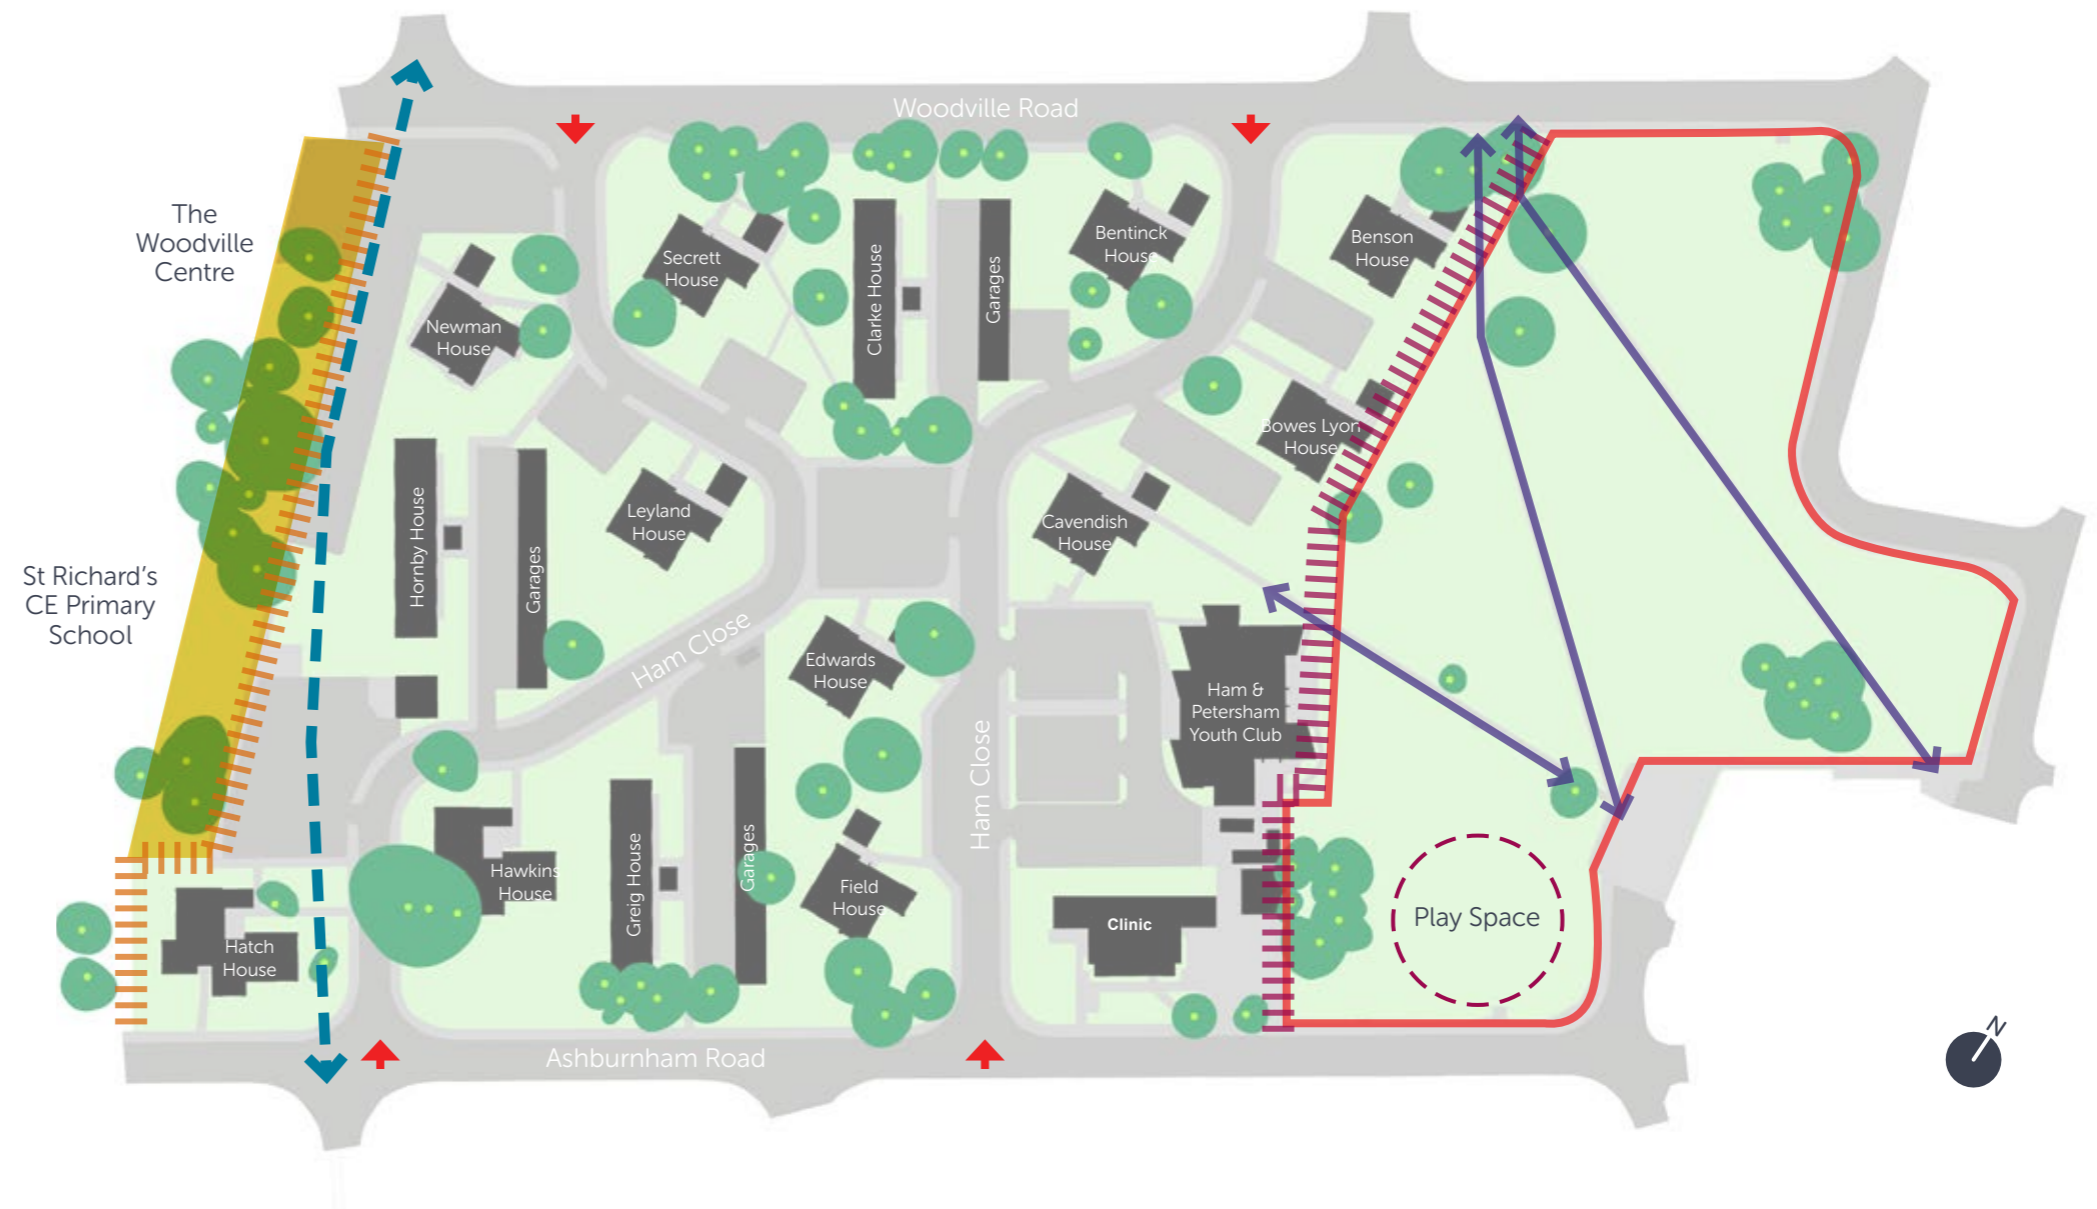 Woodville Road
The
Woodville
Centre
Secrett
House
Clarke House
Garages
Bentinck
House
Benson
House
Newman
House
Bowes Lyon
House
Hornby House
Garages
Leyland
House
Cavendish
House
St Richard's
CE Primary
School
Ham Close
Edwards
House
Ham &
Petersham
Youth Club
Ham Close
Hawkins
House
Greig House
Garages
Field
House
Clinic
Play Space
Hatch
House
Ashburnham Road
N